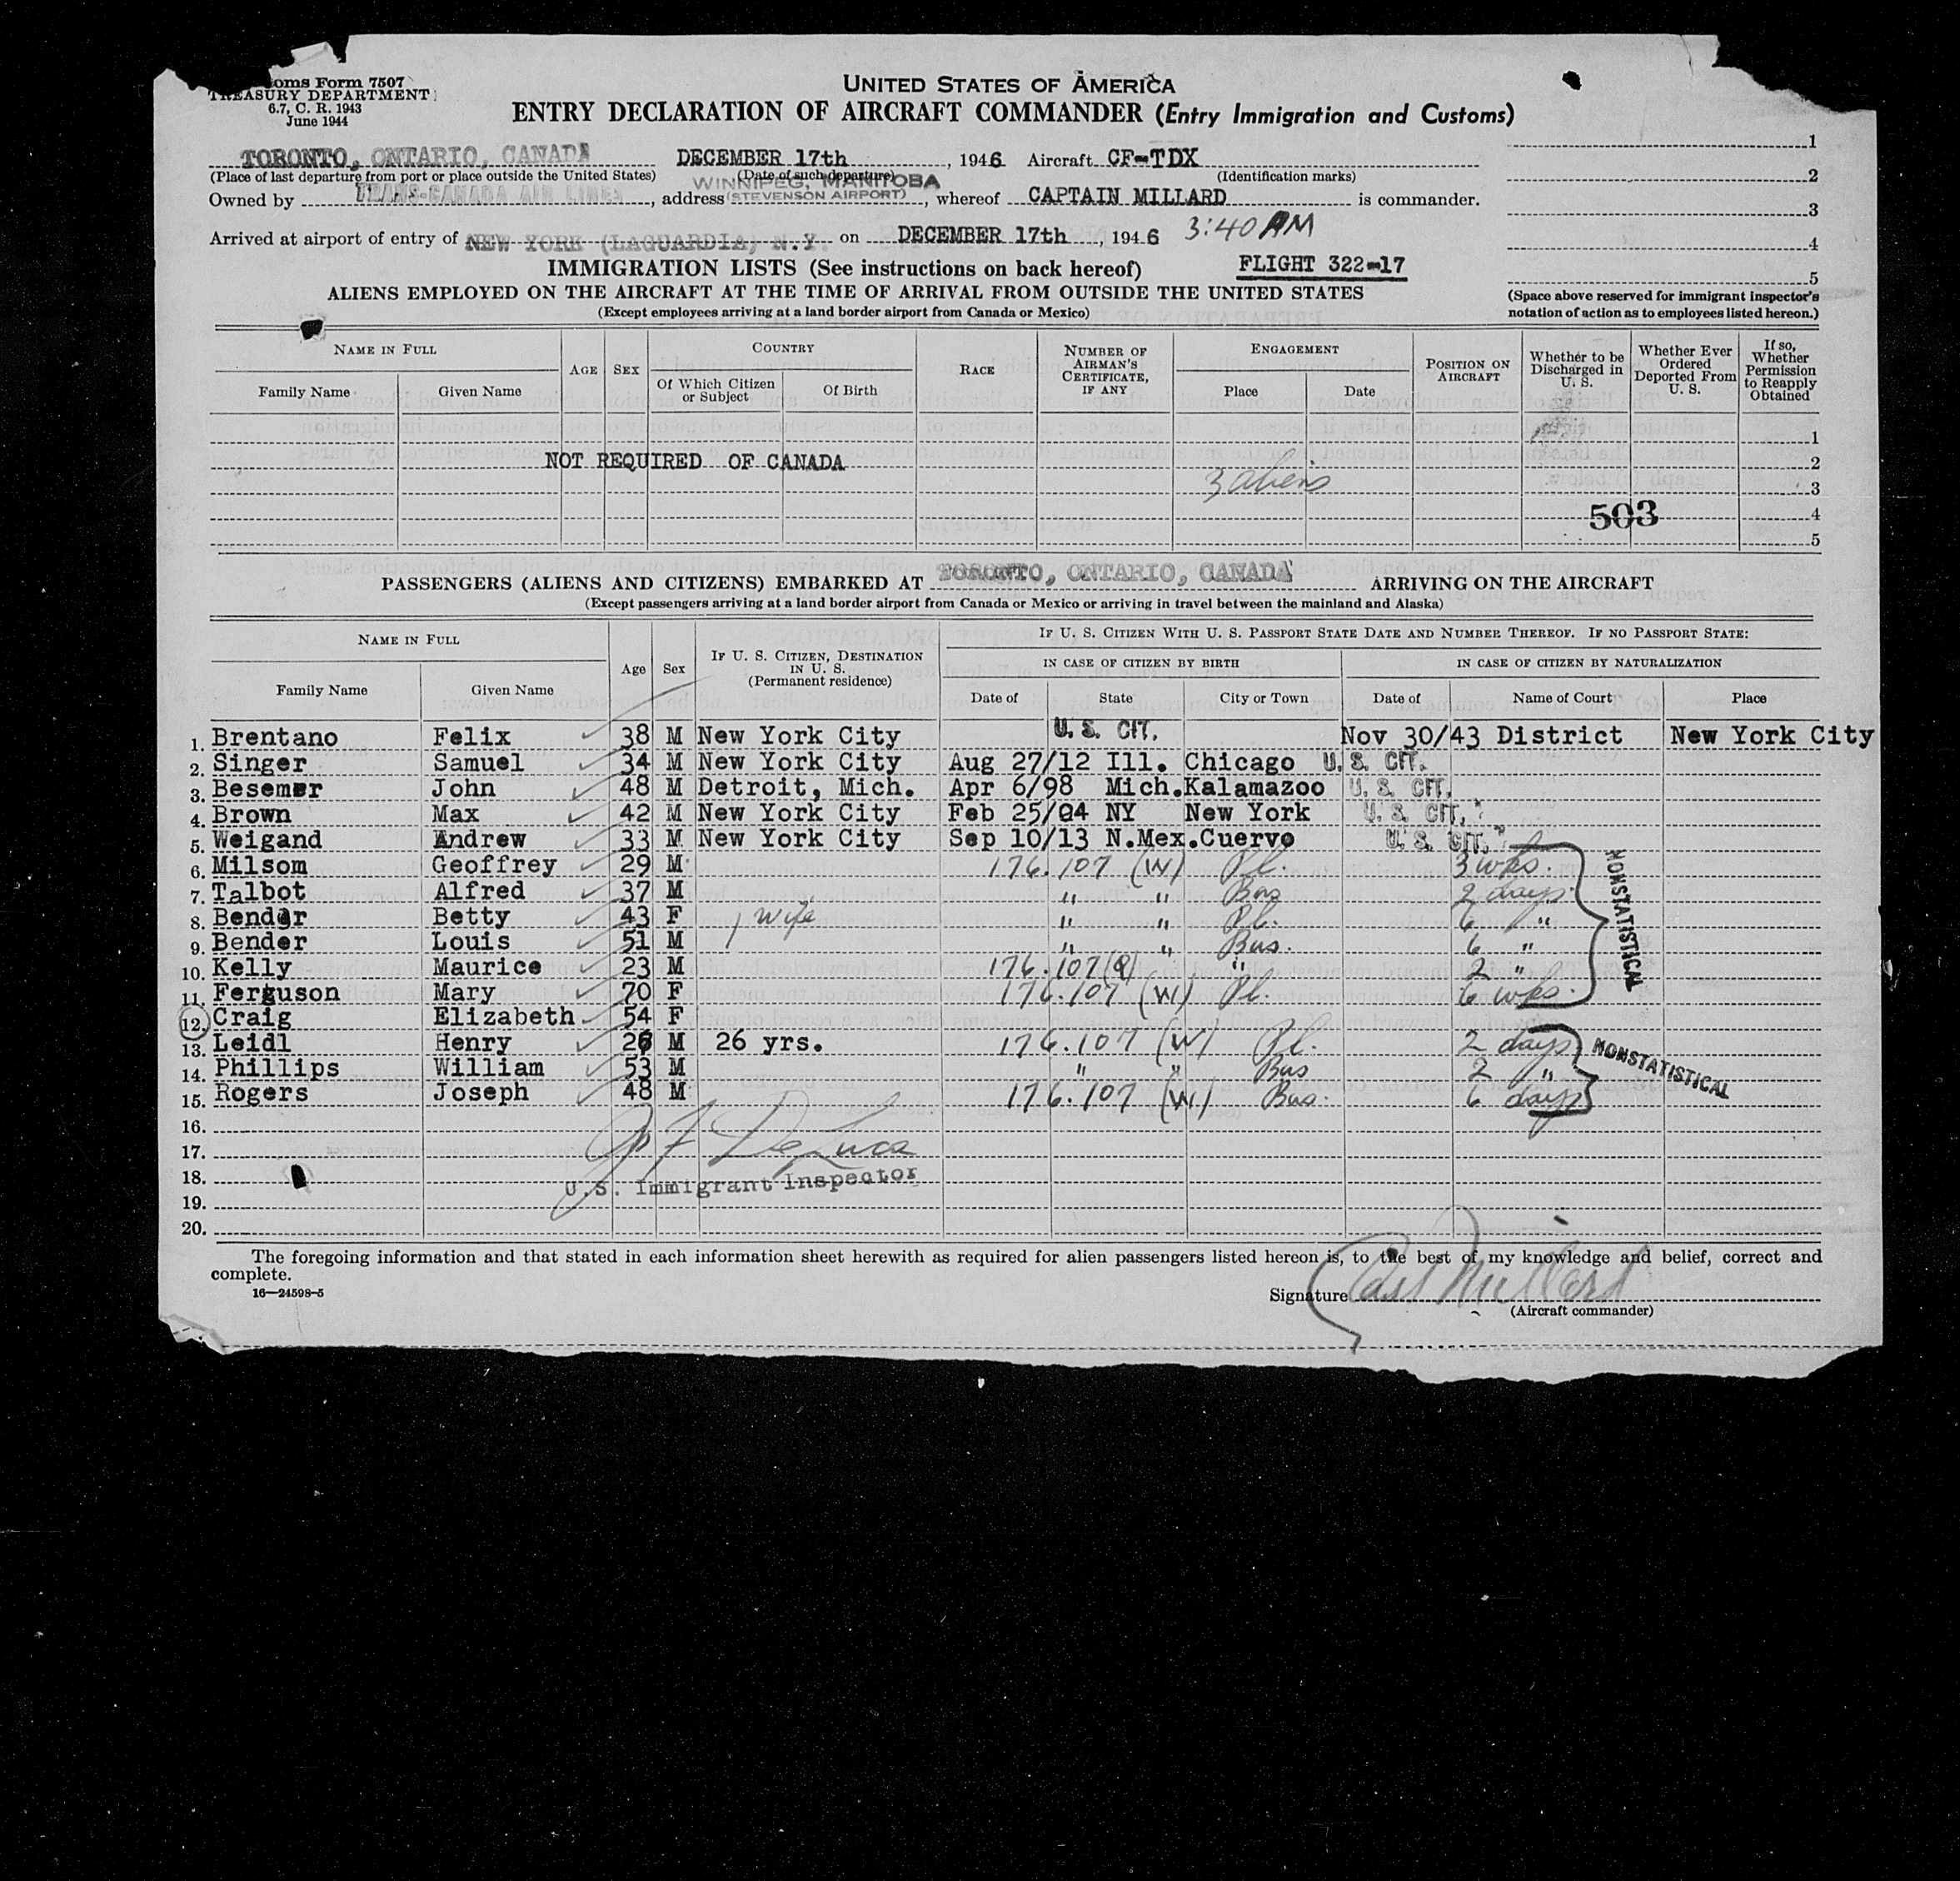 oms Form 7507
TREASURY DEPARTMENT
6.7, C. R. 1943
June 1944
UNITED STATES OF AMERICA
ENTRY DECLARATION OF AIRCRAFT COMMANDER (Entry Immigration and Customs)
TORONTO, ONTARIO, CANADA DECEMBER 17th, 1946 Aircraft CF-TDX
(Place of last departure from port or place outside the United States) (Date of such departure) (Identification marks)
WINNIPEG, MANITOBA
Owned by TRANS-CANADA AIR LINES, address (STEVENSON AIRPORT), whereof CAPTAIN MILLARD is commander.
Arrived at airport of entry of NEW YORK (LAGUARDIA) N.Y on DECEMBER 17th, 1946 3:40 AM
1
2
3
4
5
(Space above reserved for immigrant inspector's notation of action as to employees listed hereon.)
IMMIGRATION LISTS (See instructions on back hereof) FLIGHT 322-17
ALIENS EMPLOYED ON THE AIRCRAFT AT THE TIME OF ARRIVAL FROM OUTSIDE THE UNITED STATES
(Except employees arriving at a land border airport from Canada or Mexico)
NAME IN FULL AGE SEX COUNTRY RACE NUMBER OF AIRMAN'S CERTIFICATE, IF ANY ENGAGEMENT POSITION ON AIRCRAFT Whether to be Discharged in U. S. Whether Ever Ordered Deported From U. S. If so, Whether Permission to Reapply Obtained
Family Name Given Name Of Which Citizen or Subject Of Birth Place Date
1
NOT REQUIRED OF CANADA 2
3 aliens 3
503 4
5
PASSENGERS (ALIENS AND CITIZENS) EMBARKED AT TORONTO, ONTARIO, CANADA ARRIVING ON THE AIRCRAFT
(Except passengers arriving at a land border airport from Canada or Mexico or arriving in travel between the mainland and Alaska)
NAME IN FULL Age Sex IF U. S. CITIZEN, DESTINATION IN U. S. (Permanent residence) IF U. S. CITIZEN WITH U. S. PASSPORT STATE DATE AND NUMBER THEREOF. IF NO PASSPORT STATE:
IN CASE OF CITIZEN BY BIRTH IN CASE OF CITIZEN BY NATURALIZATION
Family Name Given Name Date of State City or Town Date of Name of Court Place
1. Brentano Felix 38 M New York City U. S. CIT. Nov 30/43 District New York City
2. Singer Samuel 34 M New York City Aug 27/12 Ill. Chicago U. S. CIT.
3. Besemer John 48 M Detroit, Mich. Apr 6/98 Mich. Kalamazoo U. S. CIT.
4. Brown Max 42 M New York City Feb 25/04 NY New York U. S. CIT.
5. Weigand Andrew 33 M New York City Sep 10/13 N.Mex. Cuervo U. S. CIT.
6. Milsom Geoffrey 29 M 176.107 (W) Pl. 3 wks.
7. Talbot Alfred 37 M " " Bus 2 days
8. Bender Betty 43 F wife " " Pl. 6 "
9. Bender Louis 51 M " " Bus. 6 "
10. Kelly Maurice 23 M 176.107 " 2 "
11. Ferguson Mary 70 F 176.107 (W) Pl. 6 wks.
NONSTATISTICAL
12. Craig Elizabeth 54 F
13. Leidl Henry 26 M 26 yrs. 176.107 (W) Pl. 2 days
14. Phillips William 53 M " " Bus 2 "
15. Rogers Joseph 48 M 176.107 (W) Bus. 6 days
NONSTATISTICAL
16.
17. De Luca
18. U.S. Immigrant Inspector
19.
20.
The foregoing information and that stated in each information sheet herewith as required for alien passengers listed hereon is, to the best of my knowledge and belief, correct and
complete.
16—24598-5
Signature Millard
(Aircraft commander)